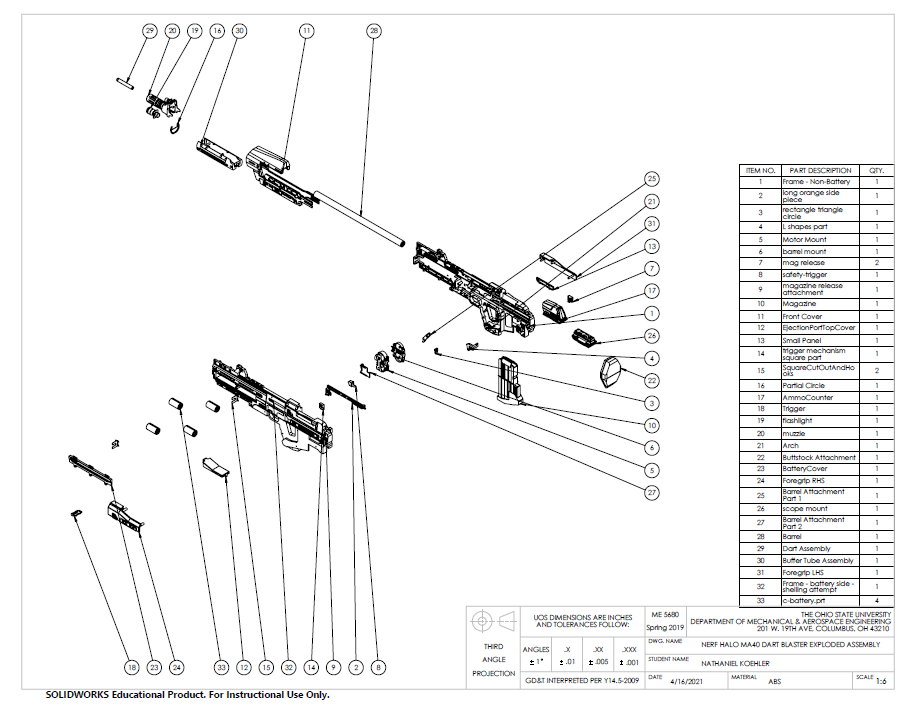 29 20 19 16 30 11 28
25
21
31
13
7
17
1
26
4
22
3
10
6
5
27
18 23 24 33 12 15 32 14 9 2 8
ITEM NO. PART DESCRIPTION QTY.
1 Frame - Non-Battery 1
2 long orange side piece 1
3 rectangle triangle circle 1
4 L shapes part 1
5 Motor Mount 1
6 barrel mount 1
7 mag release 2
8 safety-trigger 1
9 magazine release attachment 1
10 Magazine 1
11 Front Cover 1
12 EjectionPortTopCover 1
13 Small Panel 1
14 trigger mechanism square part 1
15 SquareCutOutAndHo oks 2
16 Partial Circle 1
17 AmmoCounter 1
18 Trigger 1
19 flashlight 1
20 muzzle 1
21 Arch 1
22 Buttstock Attachment 1
23 BatteryCover 1
24 Foregrip RHS 1
25 Barrel Attachment Part 1 1
26 scope mount 1
27 Barrel Attachment Part 2 1
28 Barrel 1
29 Dart Assembly 1
30 Buffer Tube Assembly 1
31 Foregrip LHS 1
32 Frame - battery side - shelling attempt 1
33 c-battery.prt 4
THIRD
ANGLE
PROJECTION
UOS DIMENSIONS ARE INCHES
AND TOLERANCES FOLLOW:
ANGLES .X .XX .XXX
± 1° ± .01 ± .005 ± .001
GD&T INTERPRETED PER Y14.5-2009
ME 5680
Spring 2019
THE OHIO STATE UNIVERSITY
DEPARTMENT OF MECHANICAL & AEROSPACE ENGINEERING
201 W. 19TH AVE, COLUMBUS, OH 43210
DWG. NAME NERF HALO MA40 DART BLASTER EXPLODED ASSEMBLY
STUDENT NAME NATHANIEL KOEHLER
DATE 4/16/2021 MATERIAL ABS SCALE 1:6
SOLIDWORKS Educational Product. For Instructional Use Only.